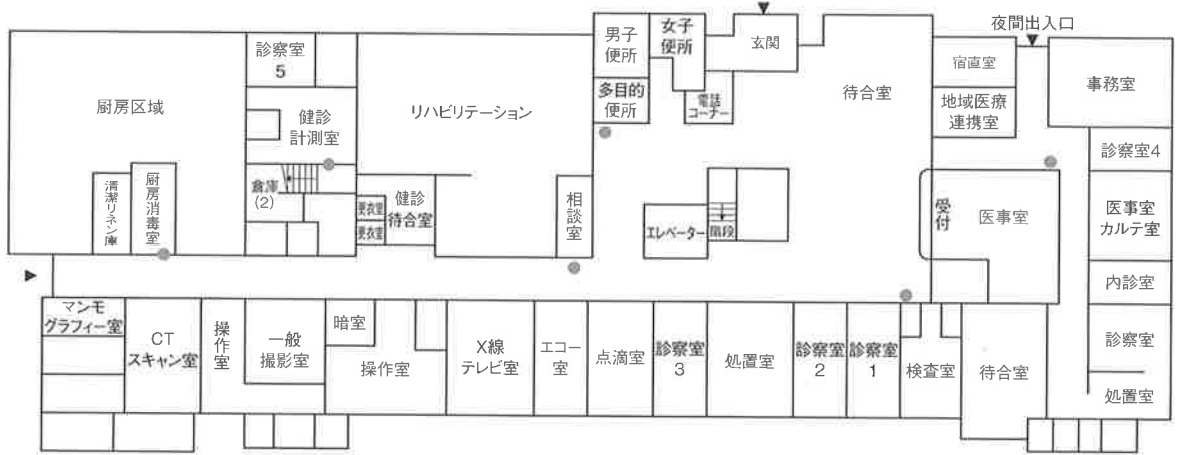 夜間出入口
男子
便所
女子
便所
玄関
診察室
5
宿直室
事務室
厨房区域
リハビリテーション
多目的
便所
電話
コーナー
待合室
地域医療
連携室
健診
計測室
診察室4
清潔リネン庫
厨房消毒室
倉庫
(2)
更衣室
更衣室
健診
待合室
相談室
エレベーター
階段
受付
医事室
医事室
カルテ室
内診室
マンモ
グラフィー室
CT
スキャン室
操作室
一般
撮影室
暗室
操作室
X線
テレビ室
エコー
室
点滴室
診察室
3
処置室
診察室
2
診察室
1
検査室
待合室
診察室
処置室